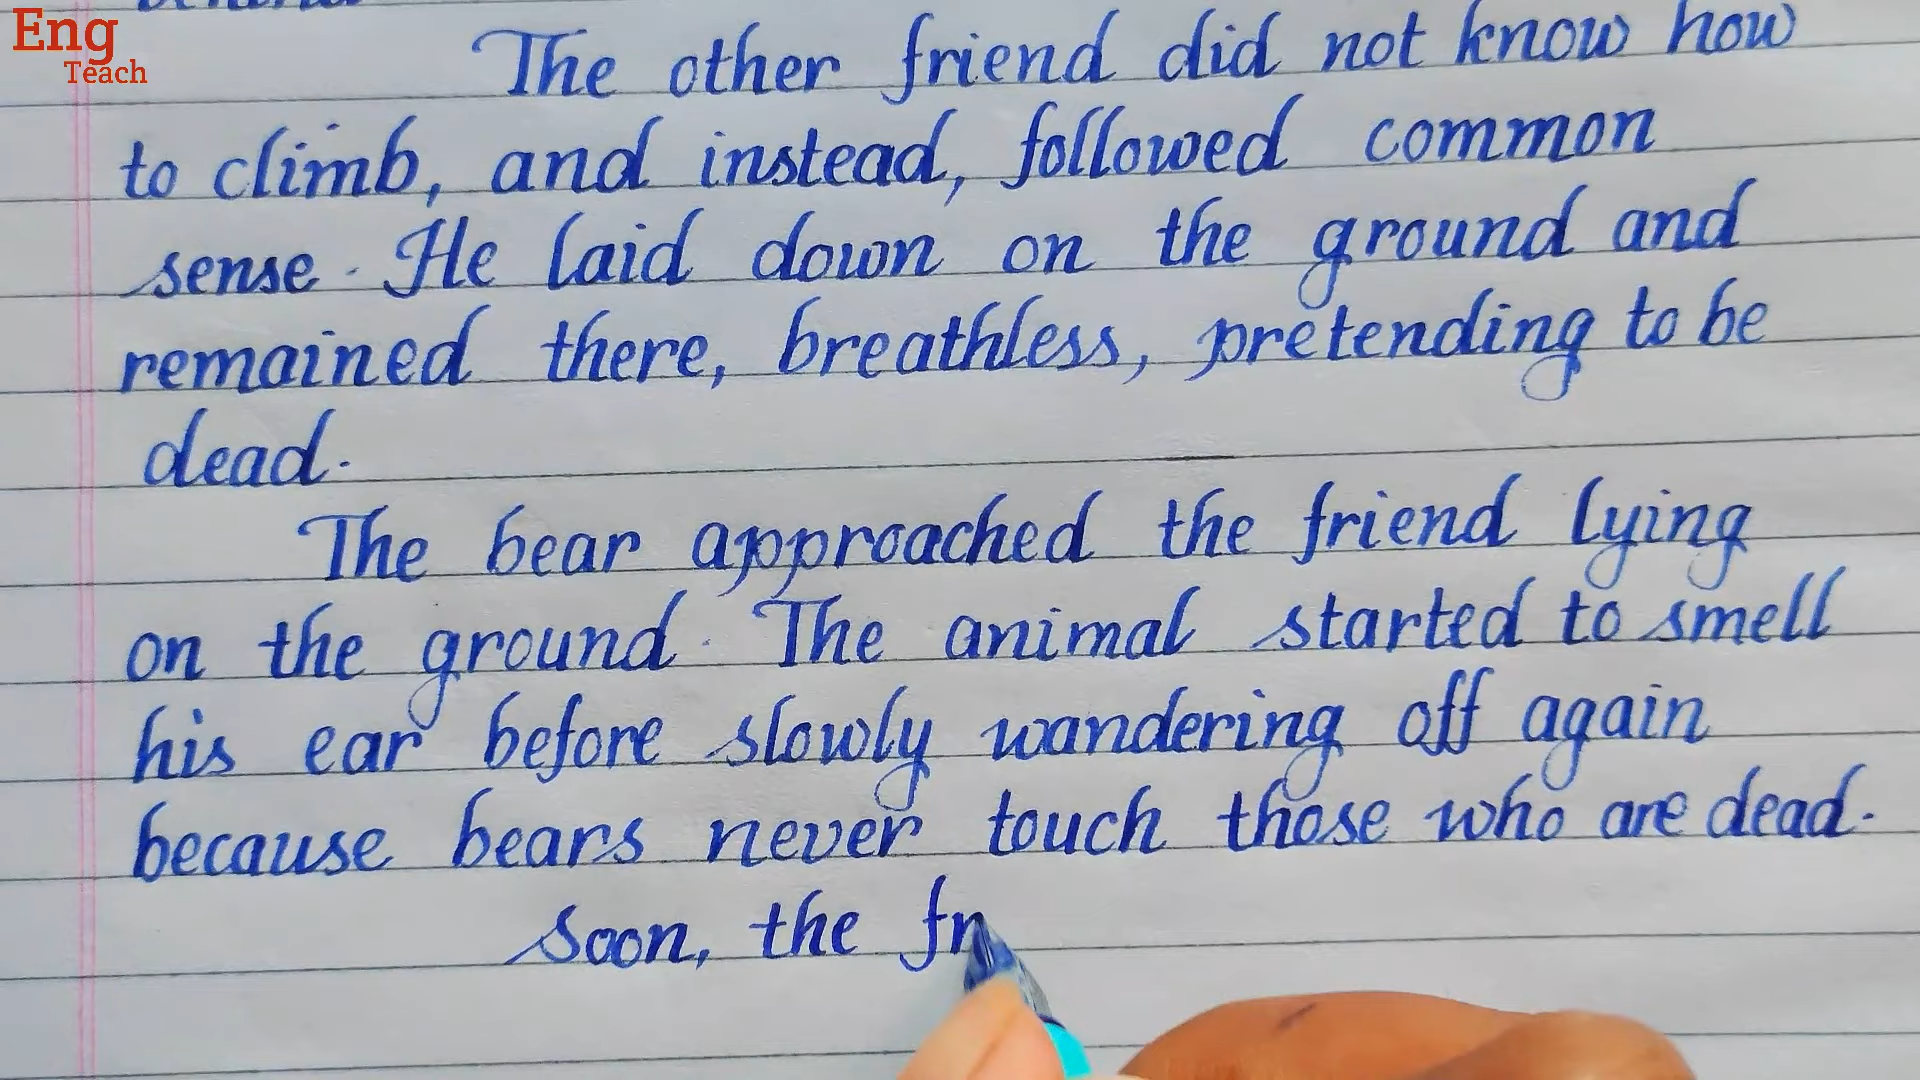 Eng
Teach
The other friend did not know how
to climb, and instead, followed common
sense. He laid down on the ground and
remained there, breathless, pretending to be
dead.
The bear approached the friend lying
on the ground. The animal started to smell
his ear before slowly wandering off again
because bears never touch those who are dead.
Soon, the fr